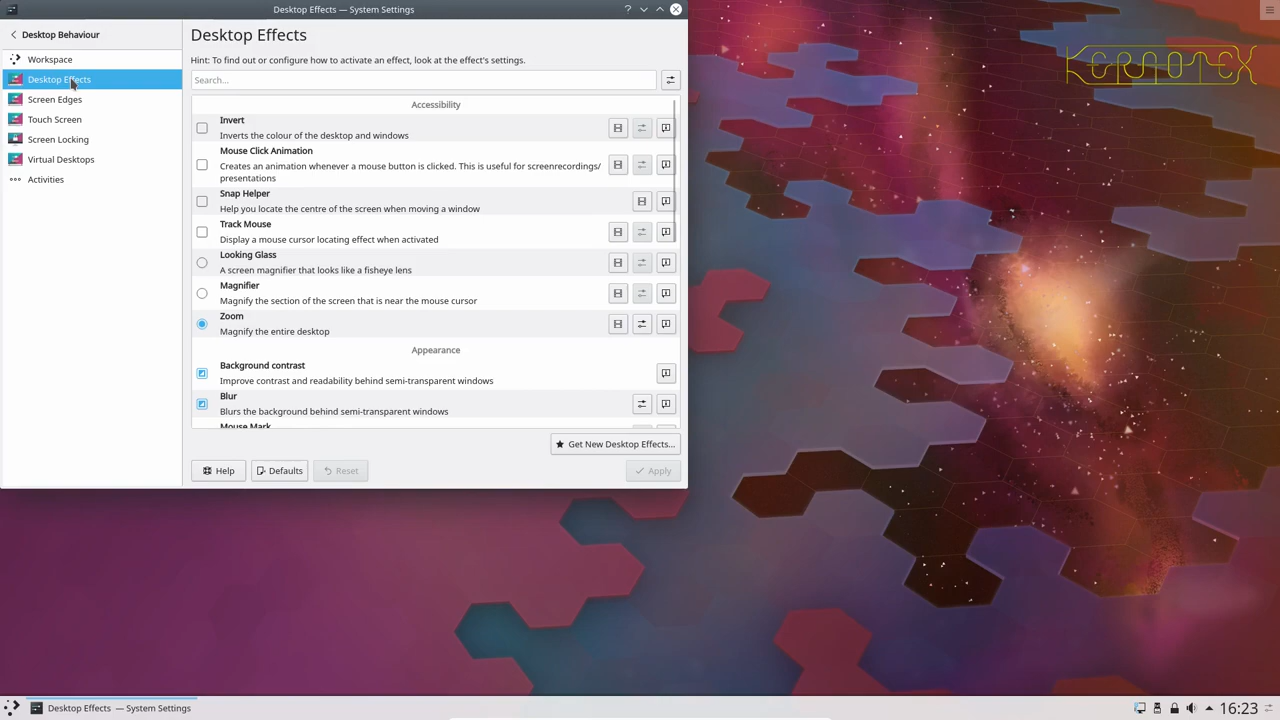 Desktop Effects — System Settings
Desktop Behaviour
Workspace
Desktop Effects
Screen Edges
Touch Screen
Screen Locking
Virtual Desktops
Activities
Desktop Effects
Hint: To find out or configure how to activate an effect, look at the effect's settings.
Search...
Accessibility
Invert
Inverts the colour of the desktop and windows
Mouse Click Animation
Creates an animation whenever a mouse button is clicked. This is useful for screenrecordings/
presentations
Snap Helper
Help you locate the centre of the screen when moving a window
Track Mouse
Display a mouse cursor locating effect when activated
Looking Glass
A screen magnifier that looks like a fisheye lens
Magnifier
Magnify the section of the screen that is near the mouse cursor
Zoom
Magnify the entire desktop
Appearance
Background contrast
Improve contrast and readability behind semi-transparent windows
Blur
Blurs the background behind semi-transparent windows
Mouse Mark
Get New Desktop Effects...
Help
Defaults
Reset
Apply
KERNOTEX
Desktop Effects — System Settings
16:23